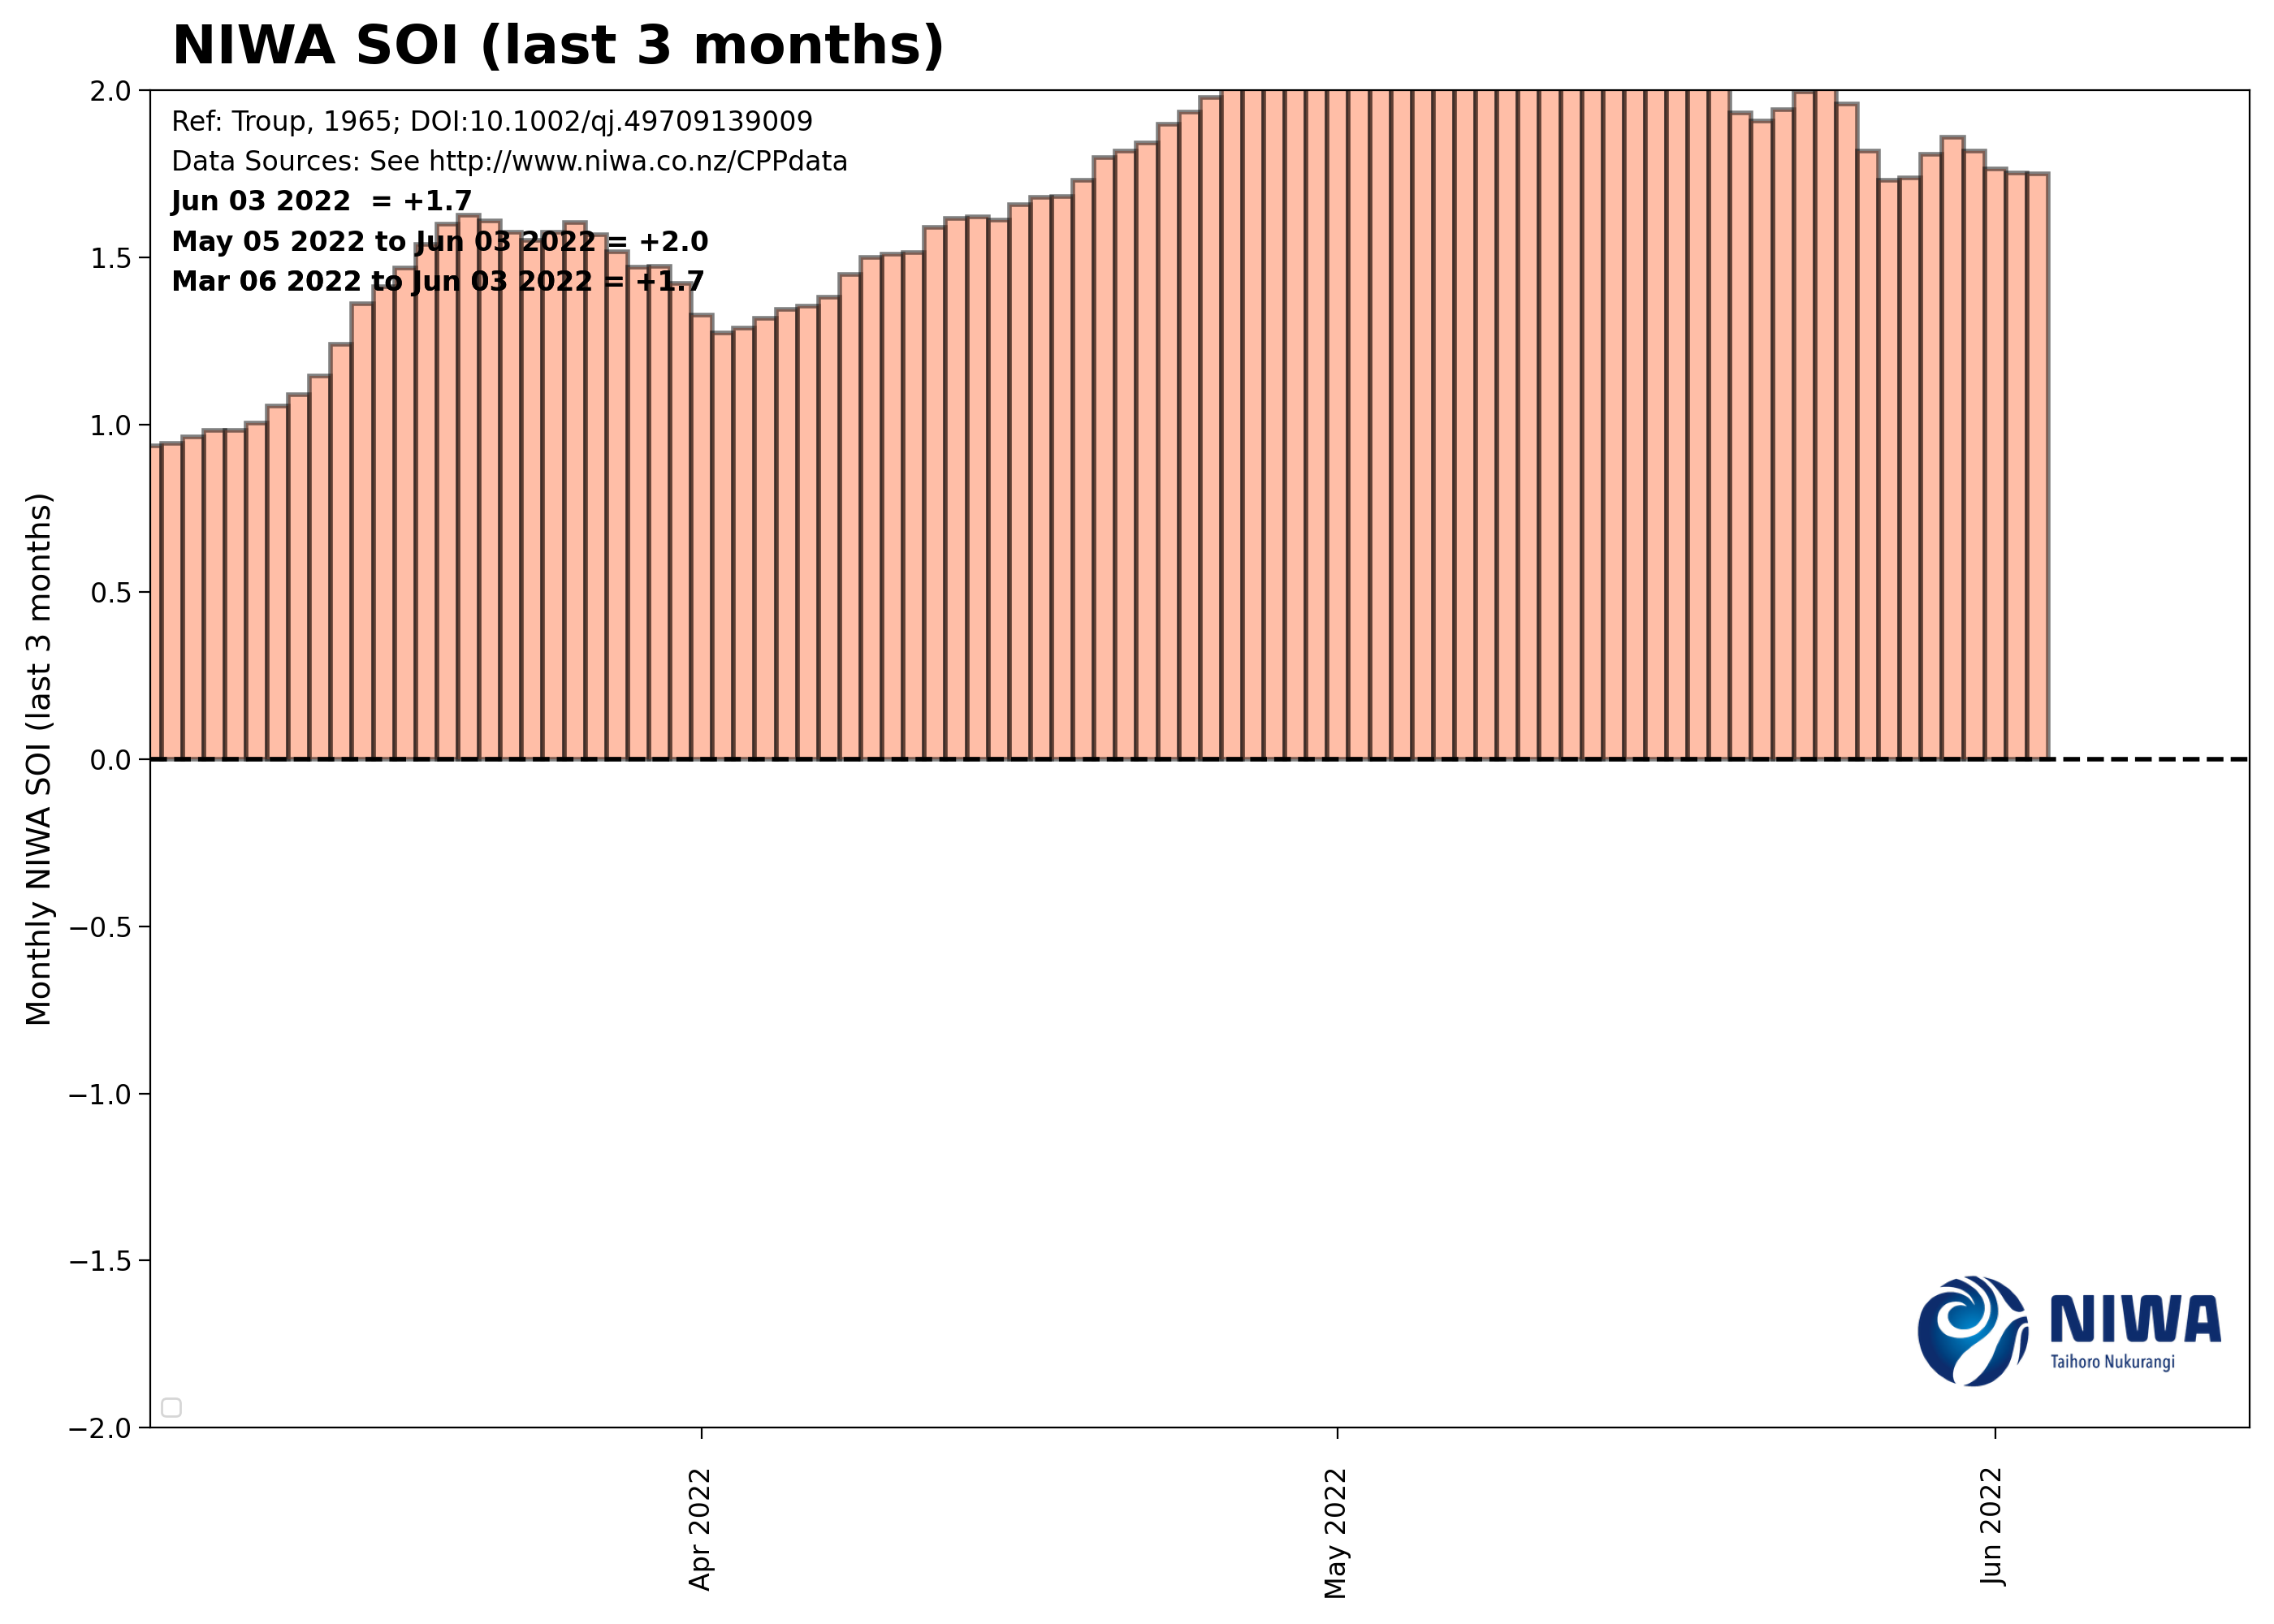 NIWA SOI (last 3 months)
Ref: Troup, 1965; DOI:10.1002/qj.49709139009
Data Sources: See http://www.niwa.co.nz/CPPdata
Jun 03 2022  = +1.7
May 05 2022 to Jun 03 2022 = +2.0
Mar 06 2022 to Jun 03 2022 = +1.7
Monthly NIWA SOI (last 3 months)
2.0
1.5
1.0
0.5
0.0
−0.5
−1.0
−1.5
−2.0
Apr 2022
May 2022
Jun 2022
NIWA
Taihoro Nukurangi